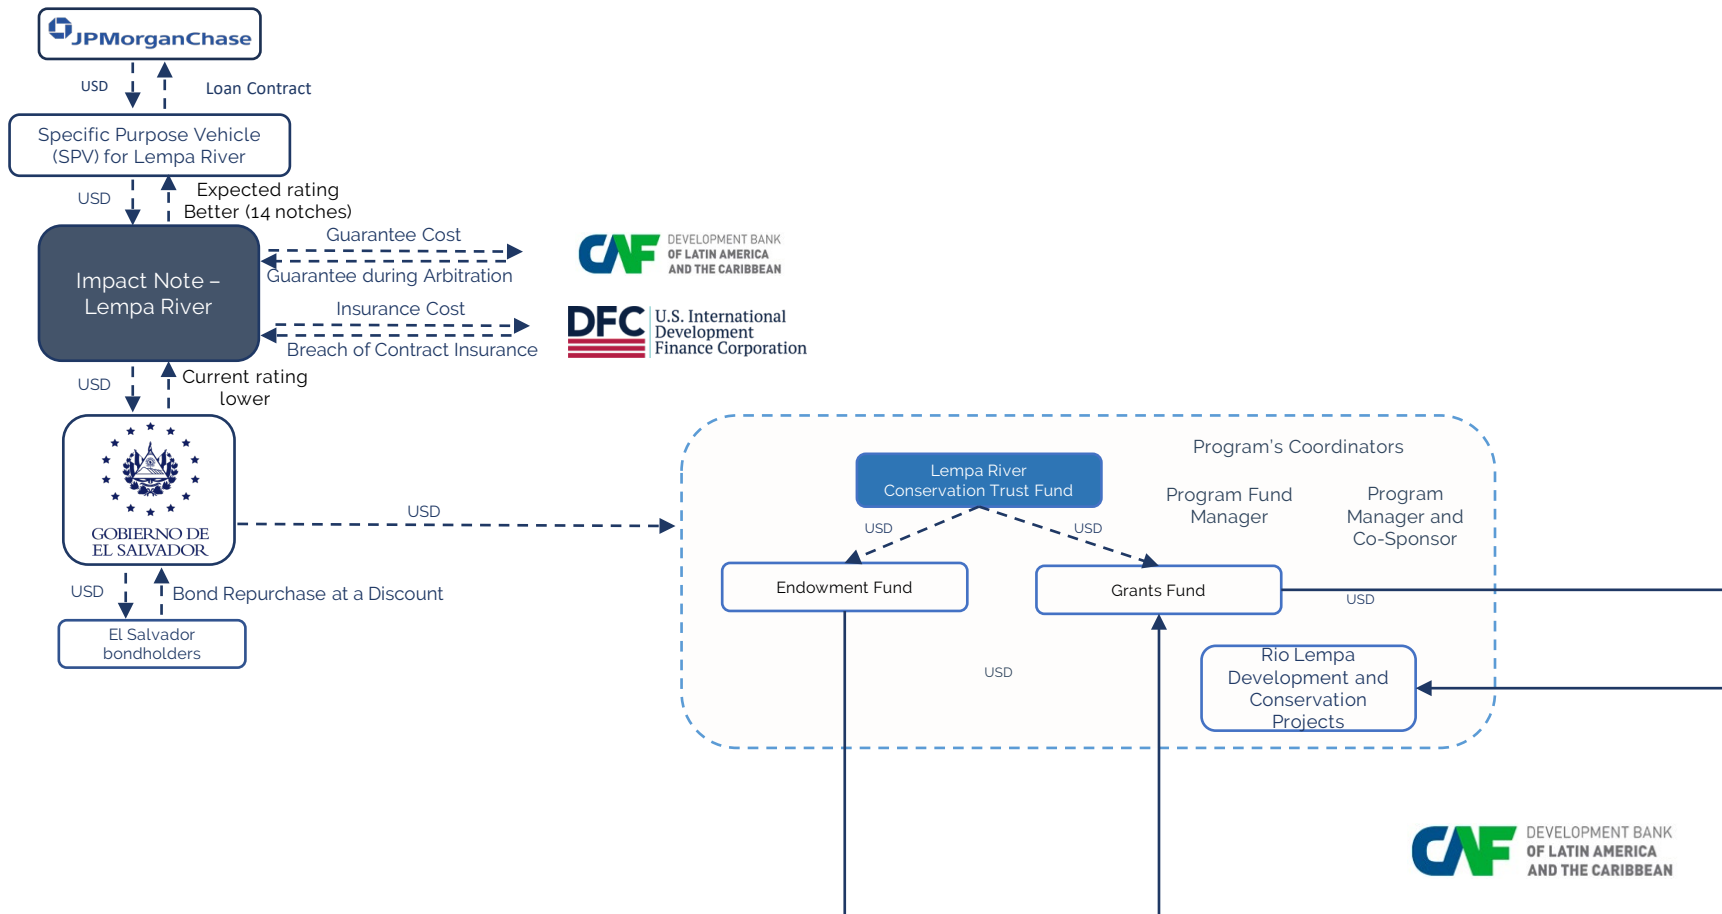 JPMorganChase
USD
Loan Contract
Specific Purpose Vehicle
(SPV) for Lempa River
USD
Expected rating
Better (14 notches)
Impact Note –
Lempa River
Guarantee Cost
Guarantee during Arbitration
CAF
DEVELOPMENT BANK
OF LATIN AMERICA
AND THE CARIBBEAN
Insurance Cost
Breach of Contract Insurance
DFC
U.S. International
Development
Finance Corporation
USD
Current rating
lower
GOBIERNO DE
EL SALVADOR
USD
USD
Bond Repurchase at a Discount
El Salvador
bondholders
Lempa River
Conservation Trust Fund
Program's Coordinators
Program Fund
Manager
Program
Manager and
Co-Sponsor
USD
USD
Endowment Fund
Grants Fund
USD
USD
Rio Lempa
Development and
Conservation
Projects
CAF
DEVELOPMENT BANK
OF LATIN AMERICA
AND THE CARIBBEAN